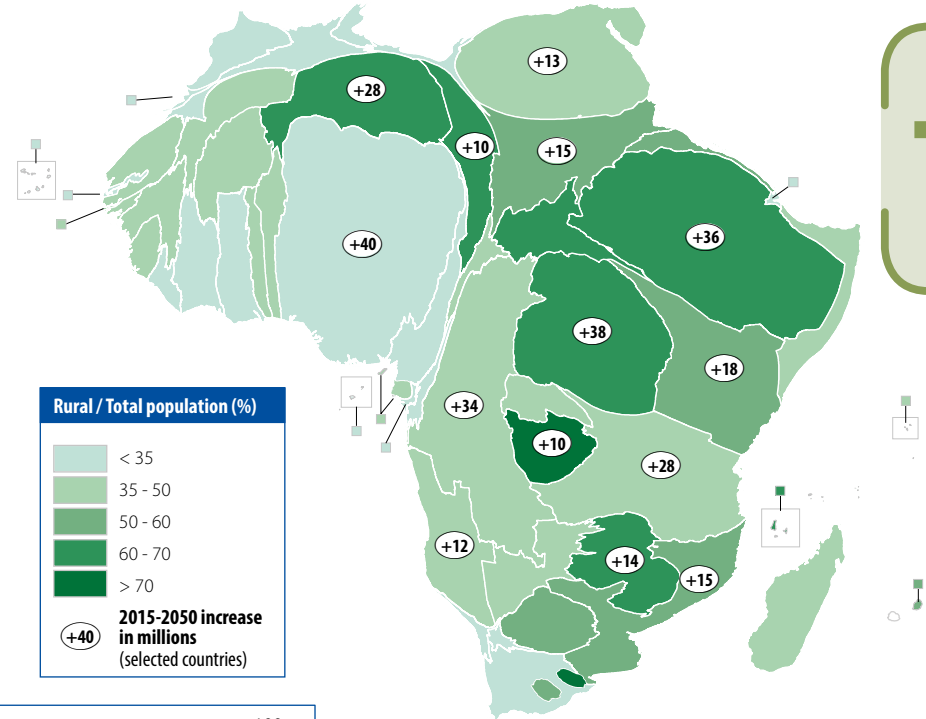 +13
+28
+10
+15
+40
+36
+38
+18
+34
+10
+28
+12
+14
+15
Rural / Total population (%)
< 35
35 - 50
50 - 60
60 - 70
> 70
+40
2015-2050 increase
in millions
(selected countries)